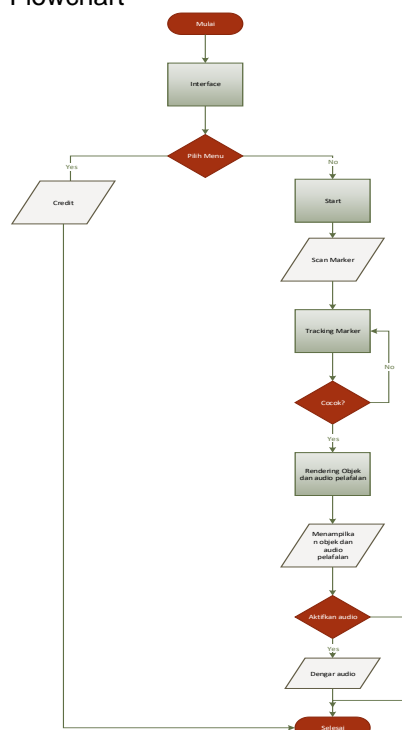 Flowchart
Mulai
Interface
Pilih Menu
Yes
No
Credit
Start
Scan Marker
Tracking Marker
No
Cocok?
Yes
Rendering Objek
dan audio pelafalan
Menampilka
n objek dan
audio
pelafalan
Aktifkan audio
Yes
Dengar audio
Selesai